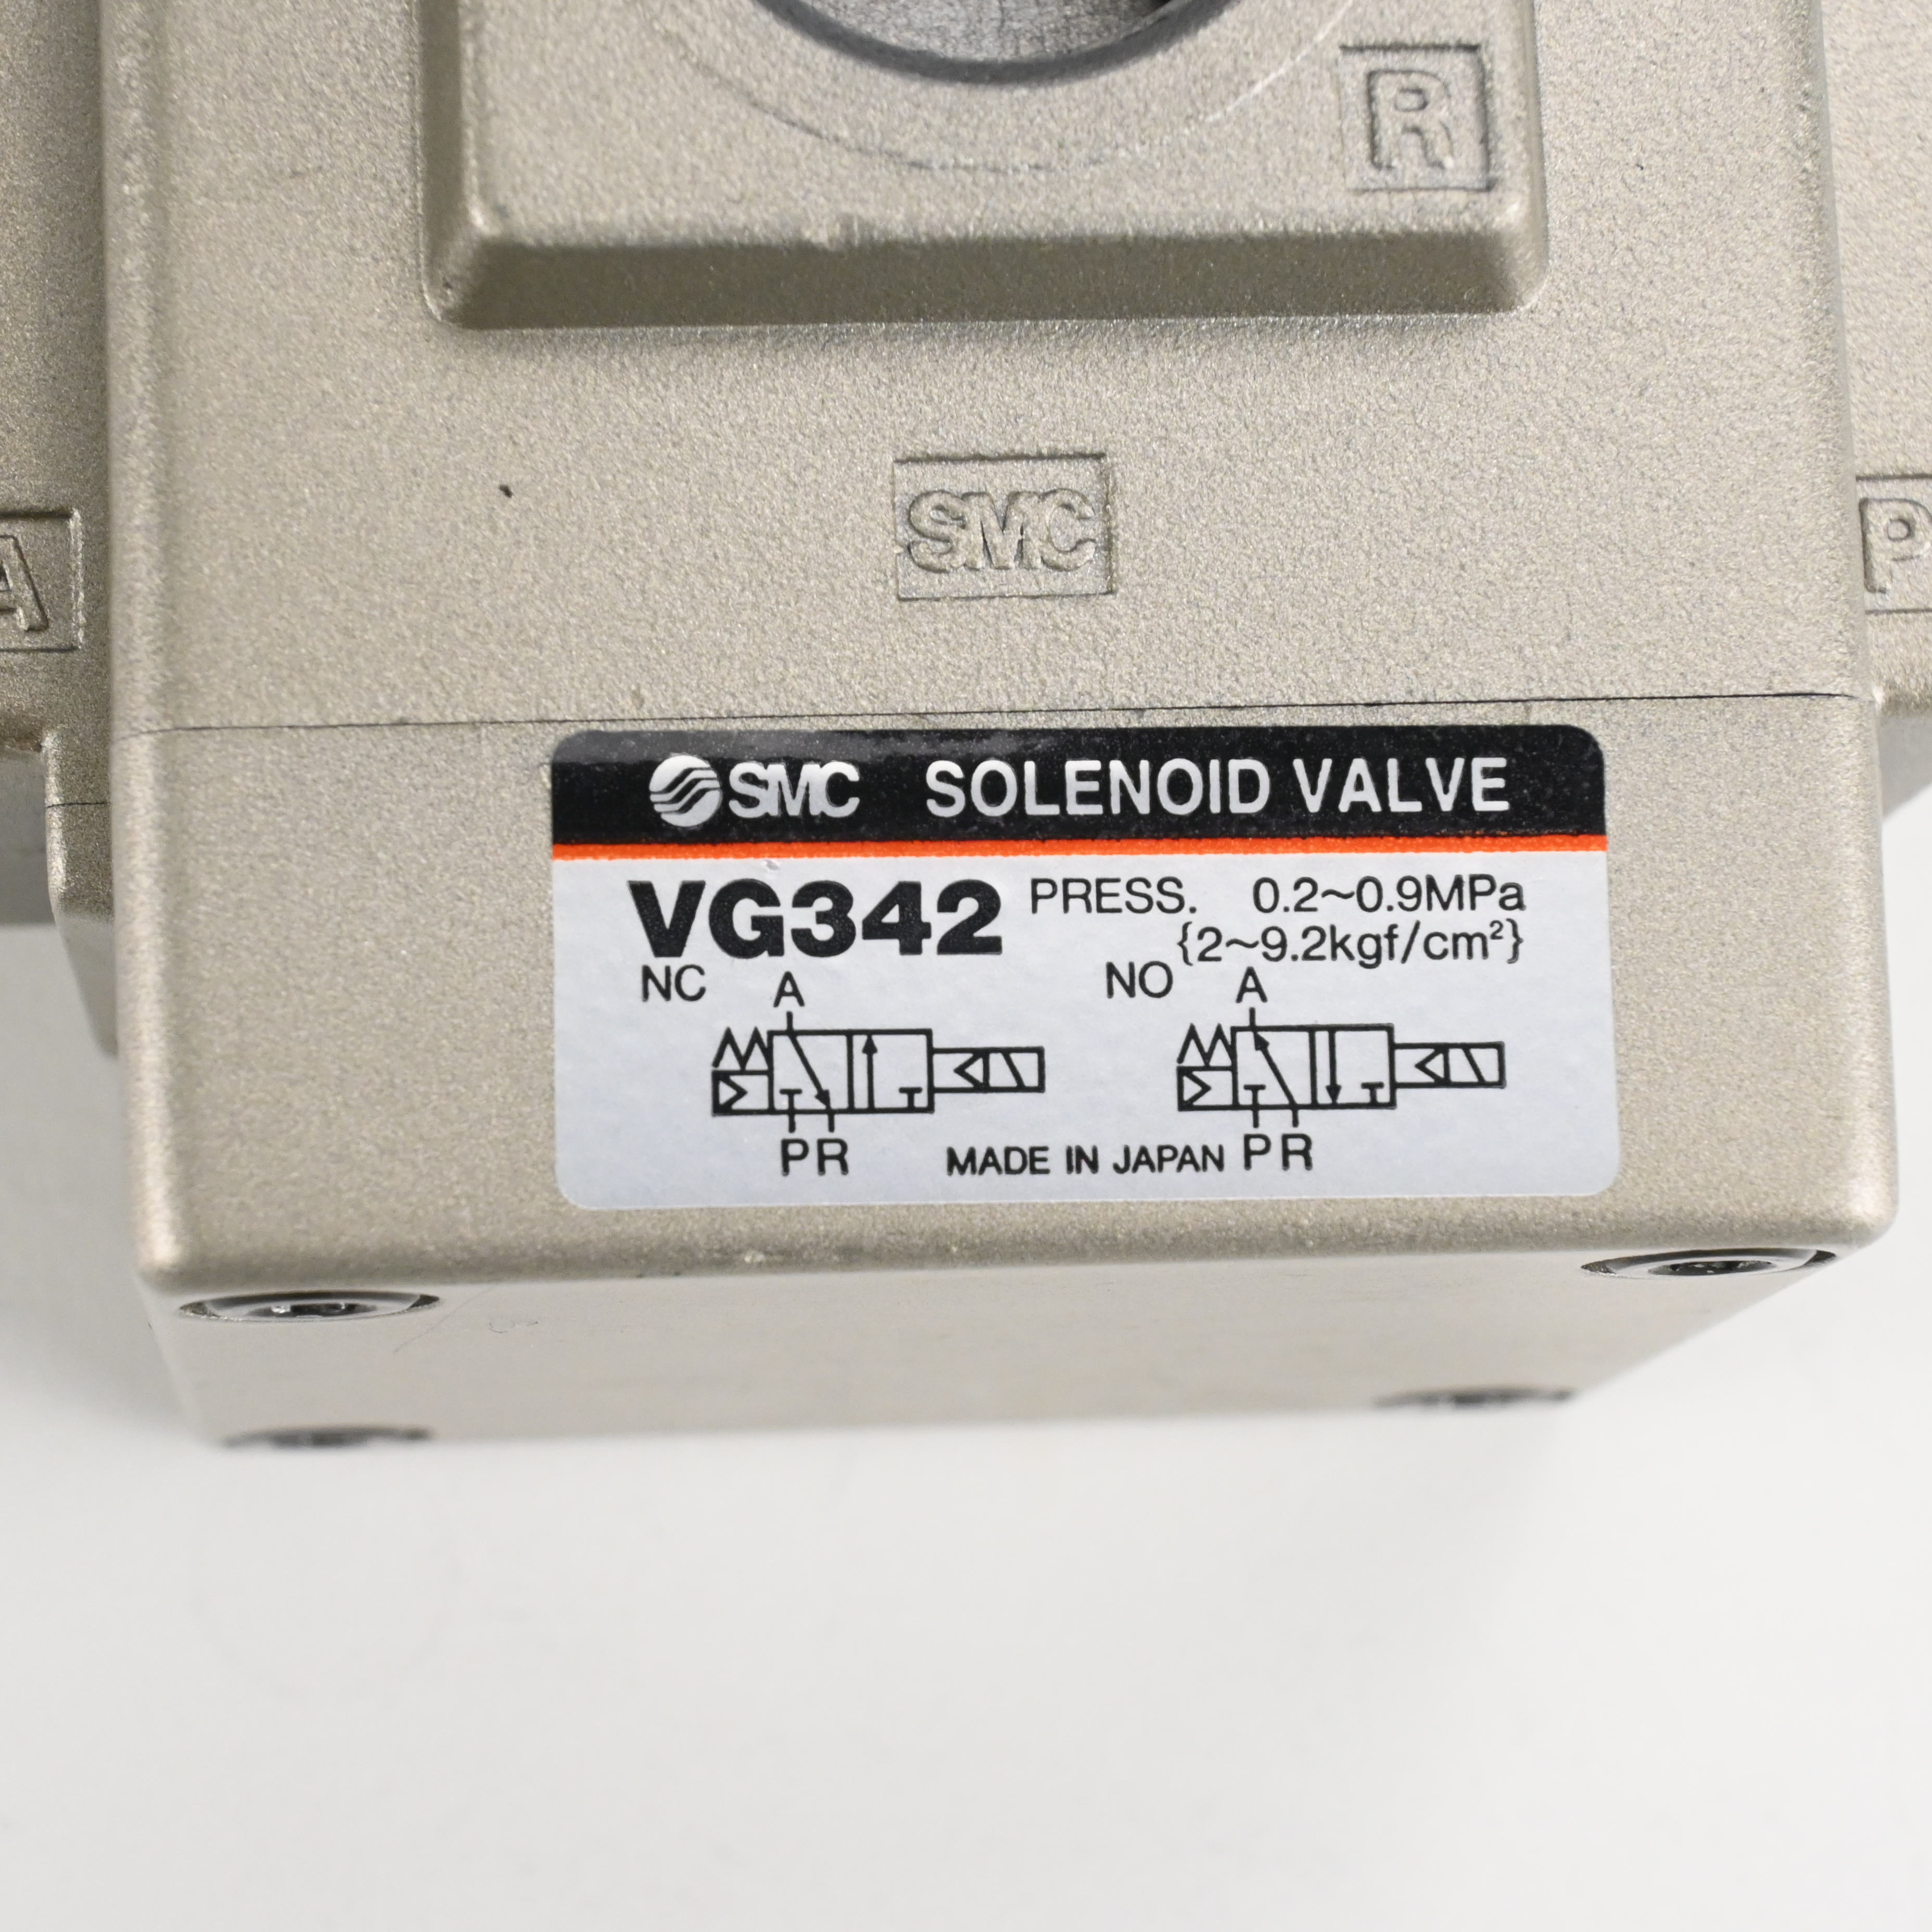 R
SMC
A
P
SMC SOLENOID VALVE
VG342 PRESS. 0.2~0.9MPa
{2~9.2kgf/cm²}
NC A NO A
PR MADE IN JAPAN PR